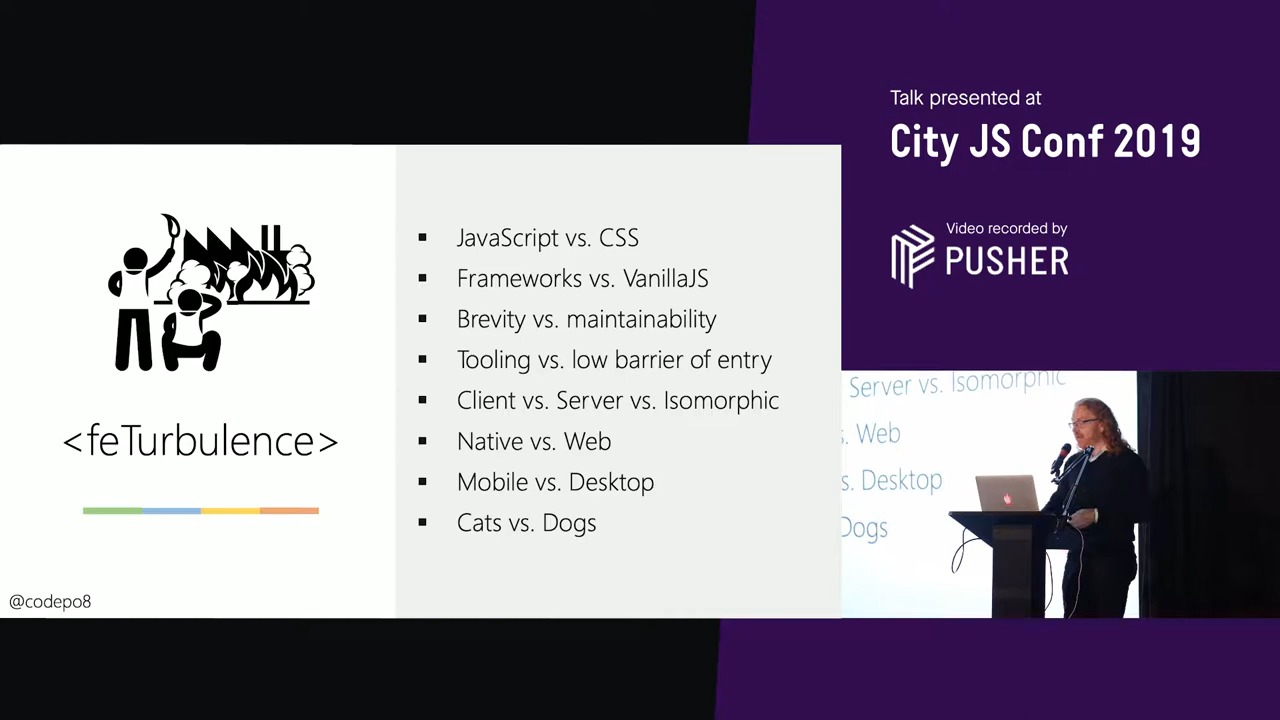 Talk presented at
City JS Conf 2019
Video recorded by
PUSHER
JavaScript vs. CSS
Frameworks vs. VanillaJS
Brevity vs. maintainability
Tooling vs. low barrier of entry
Client vs. Server vs. Isomorphic
Native vs. Web
Mobile vs. Desktop
Cats vs. Dogs
<feTurbulence>
@codepo8
Server vs. Isomorphic
s. Web
s. Desktop
Dogs